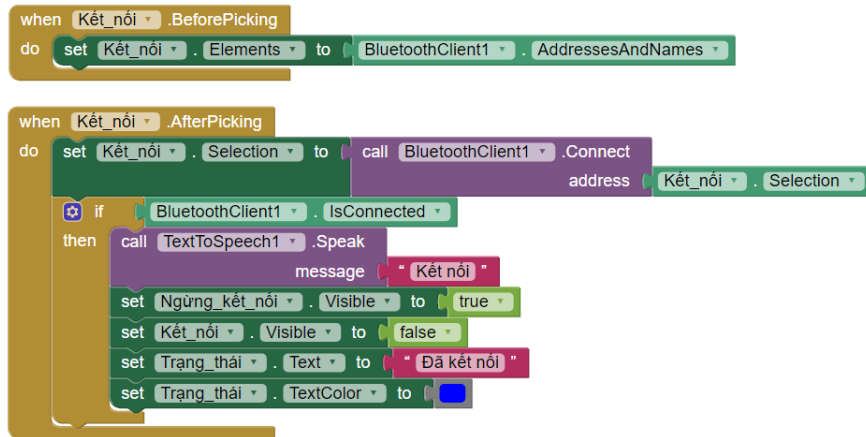 when Kết_nối .BeforePicking
do set Kết_nối . Elements to BluetoothClient1 . AddressesAndNames
when Kết_nối .AfterPicking
do set Kết_nối . Selection to call BluetoothClient1 .Connect
address Kết_nối . Selection
if BluetoothClient1 . IsConnected
then call TextToSpeech1 .Speak
message " Kết nối "
set Ngừng_kết_nối . Visible to true
set Kết_nối . Visible to false
set Trạng_thái . Text to " Đã kết nối "
set Trạng_thái . TextColor to